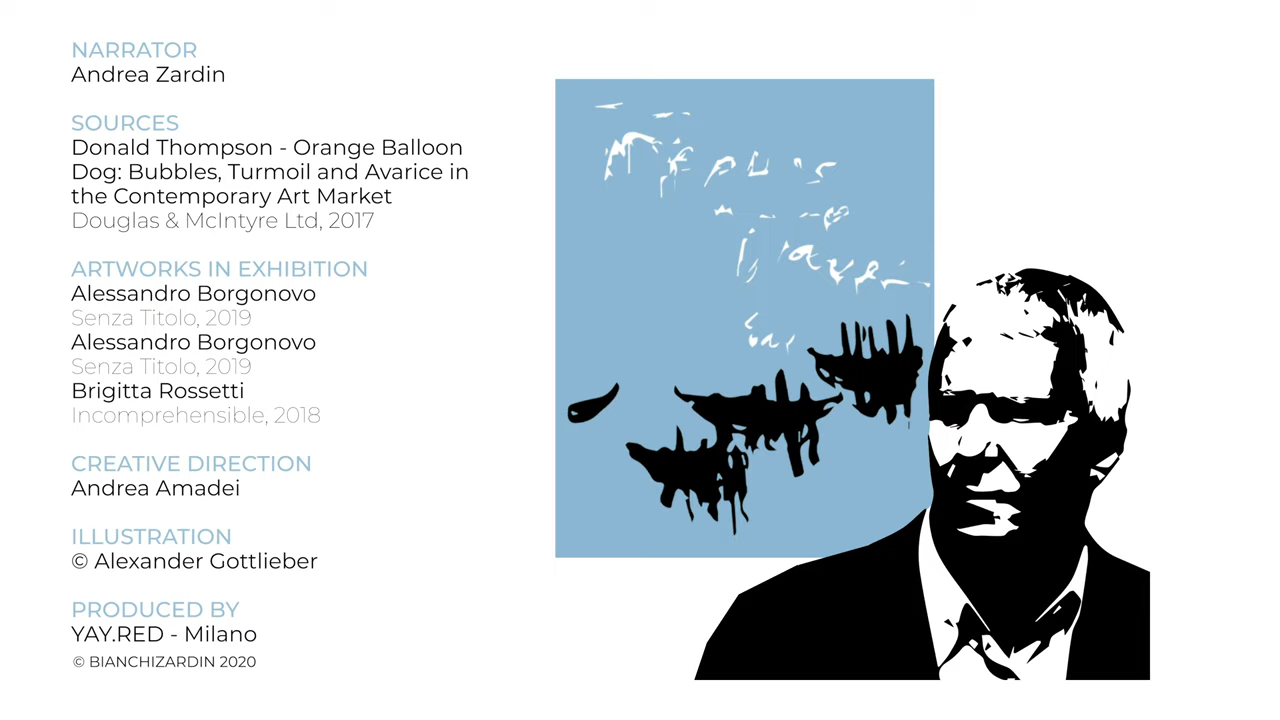 NARRATOR
Andrea Zardin
SOURCES
Donald Thompson - Orange Balloon
Dog: Bubbles, Turmoil and Avarice in
the Contemporary Art Market
Douglas & McIntyre Ltd, 2017
ARTWORKS IN EXHIBITION
Alessandro Borgonovo
Senza Titolo, 2019
Alessandro Borgonovo
Senza Titolo, 2019
Brigitta Rossetti
Incomprehensible, 2018
CREATIVE DIRECTION
Andrea Amadei
ILLUSTRATION
© Alexander Gottlieber
PRODUCED BY
YAY.RED - Milano
© BIANCHIZARDIN 2020